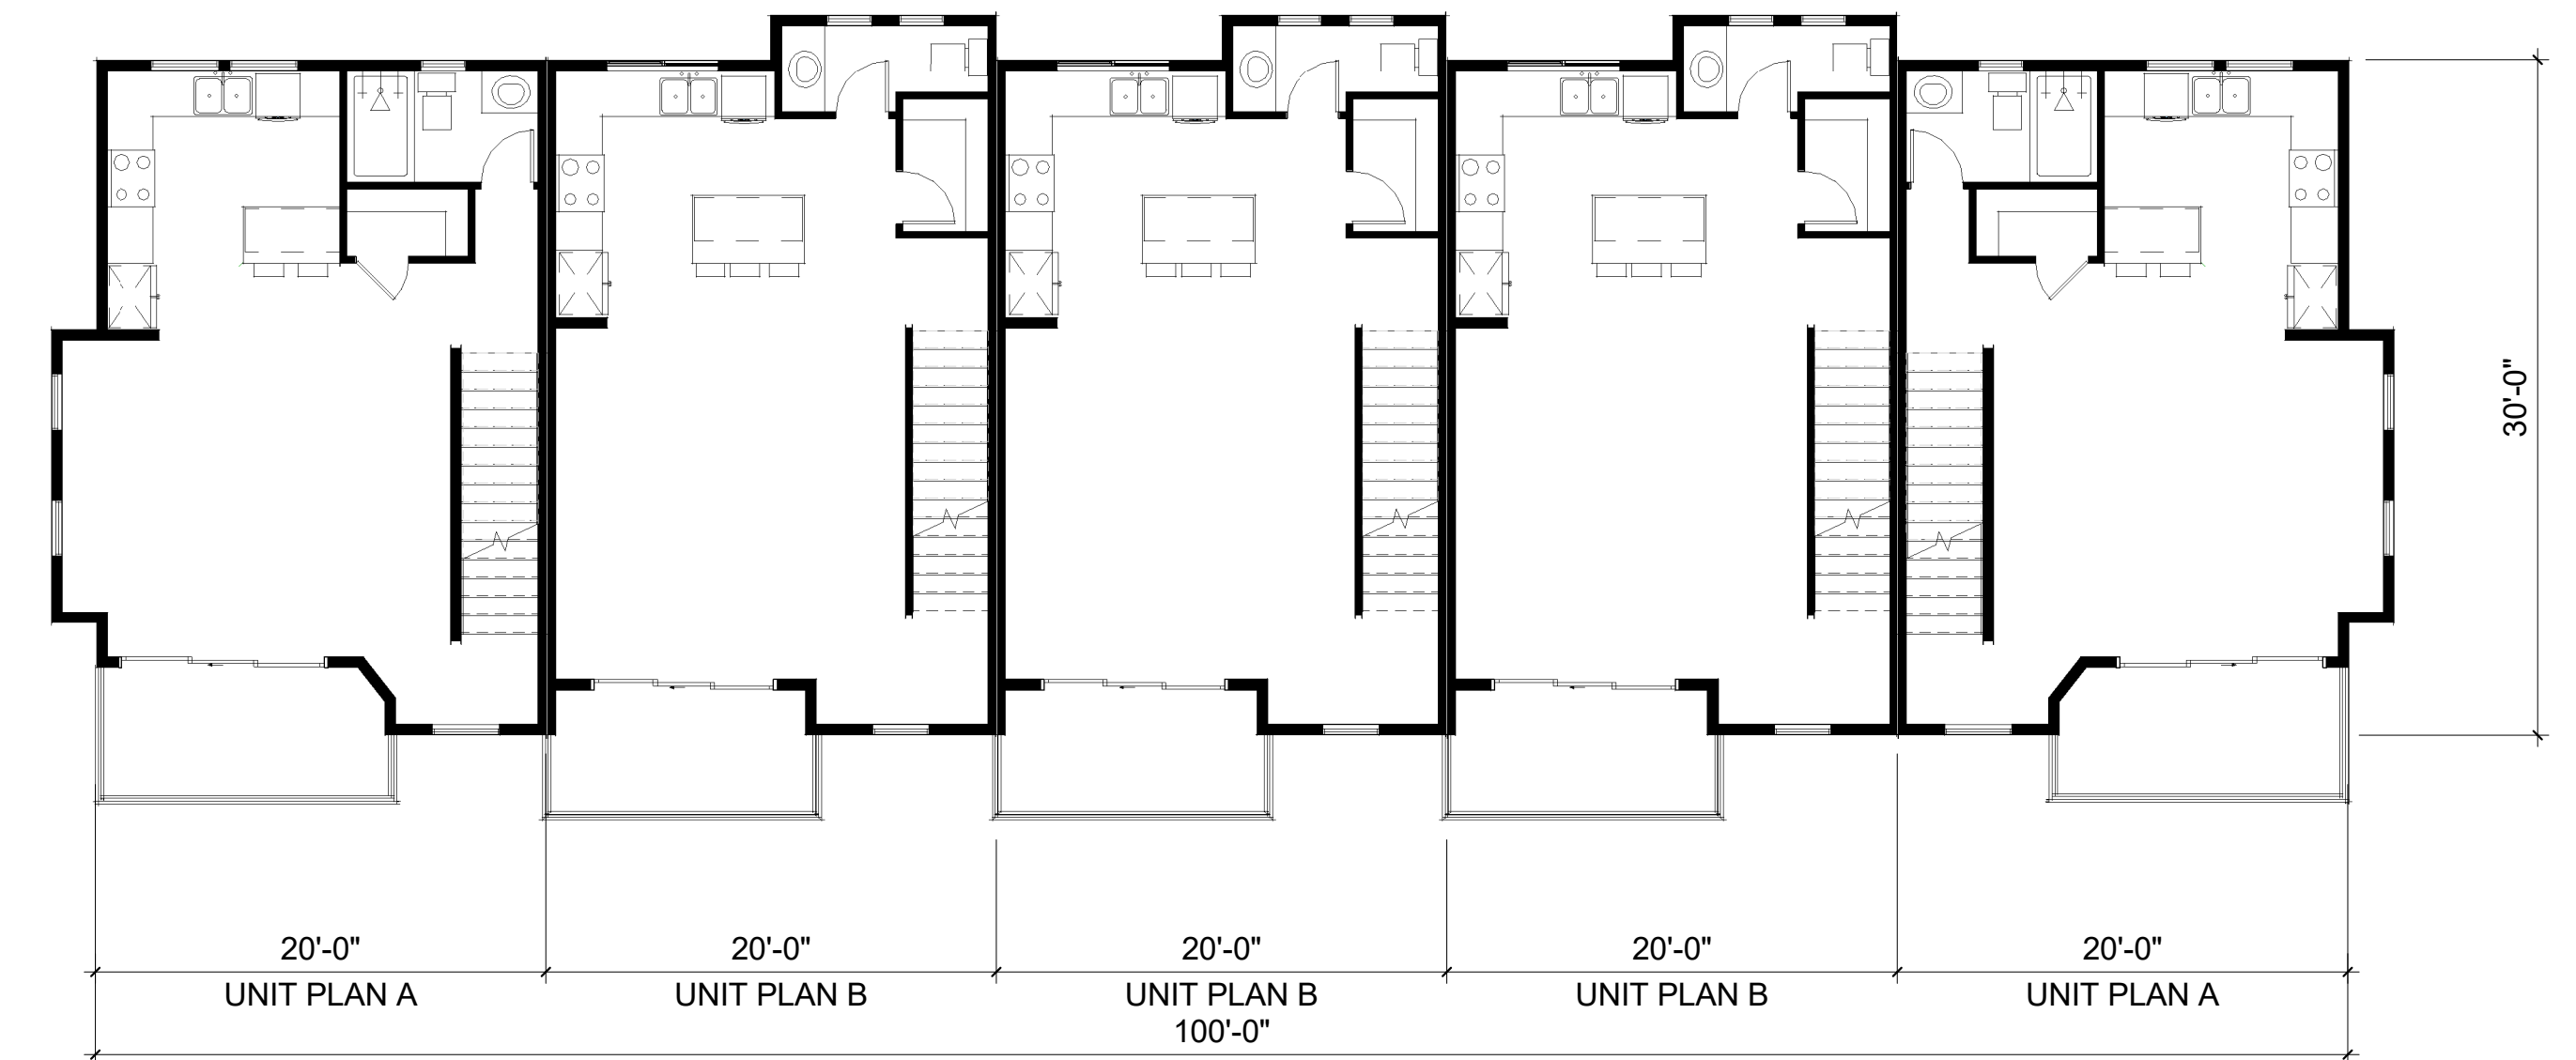 30'-0"
20'-0" 20'-0" 20'-0" 20'-0" 20'-0"
UNIT PLAN A UNIT PLAN B UNIT PLAN B UNIT PLAN B UNIT PLAN A
100'-0"